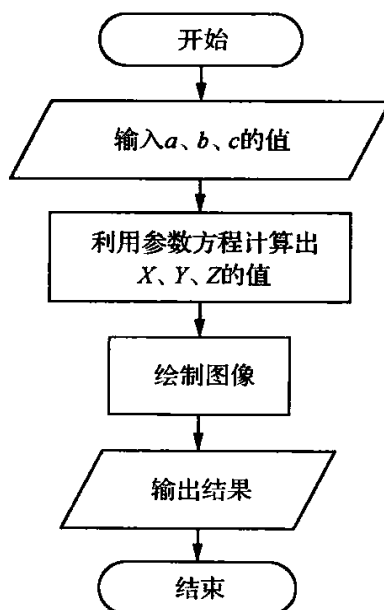 开始
输入a、b、c的值
利用参数方程计算出
X、Y、Z的值
绘制图像
输出结果
结束